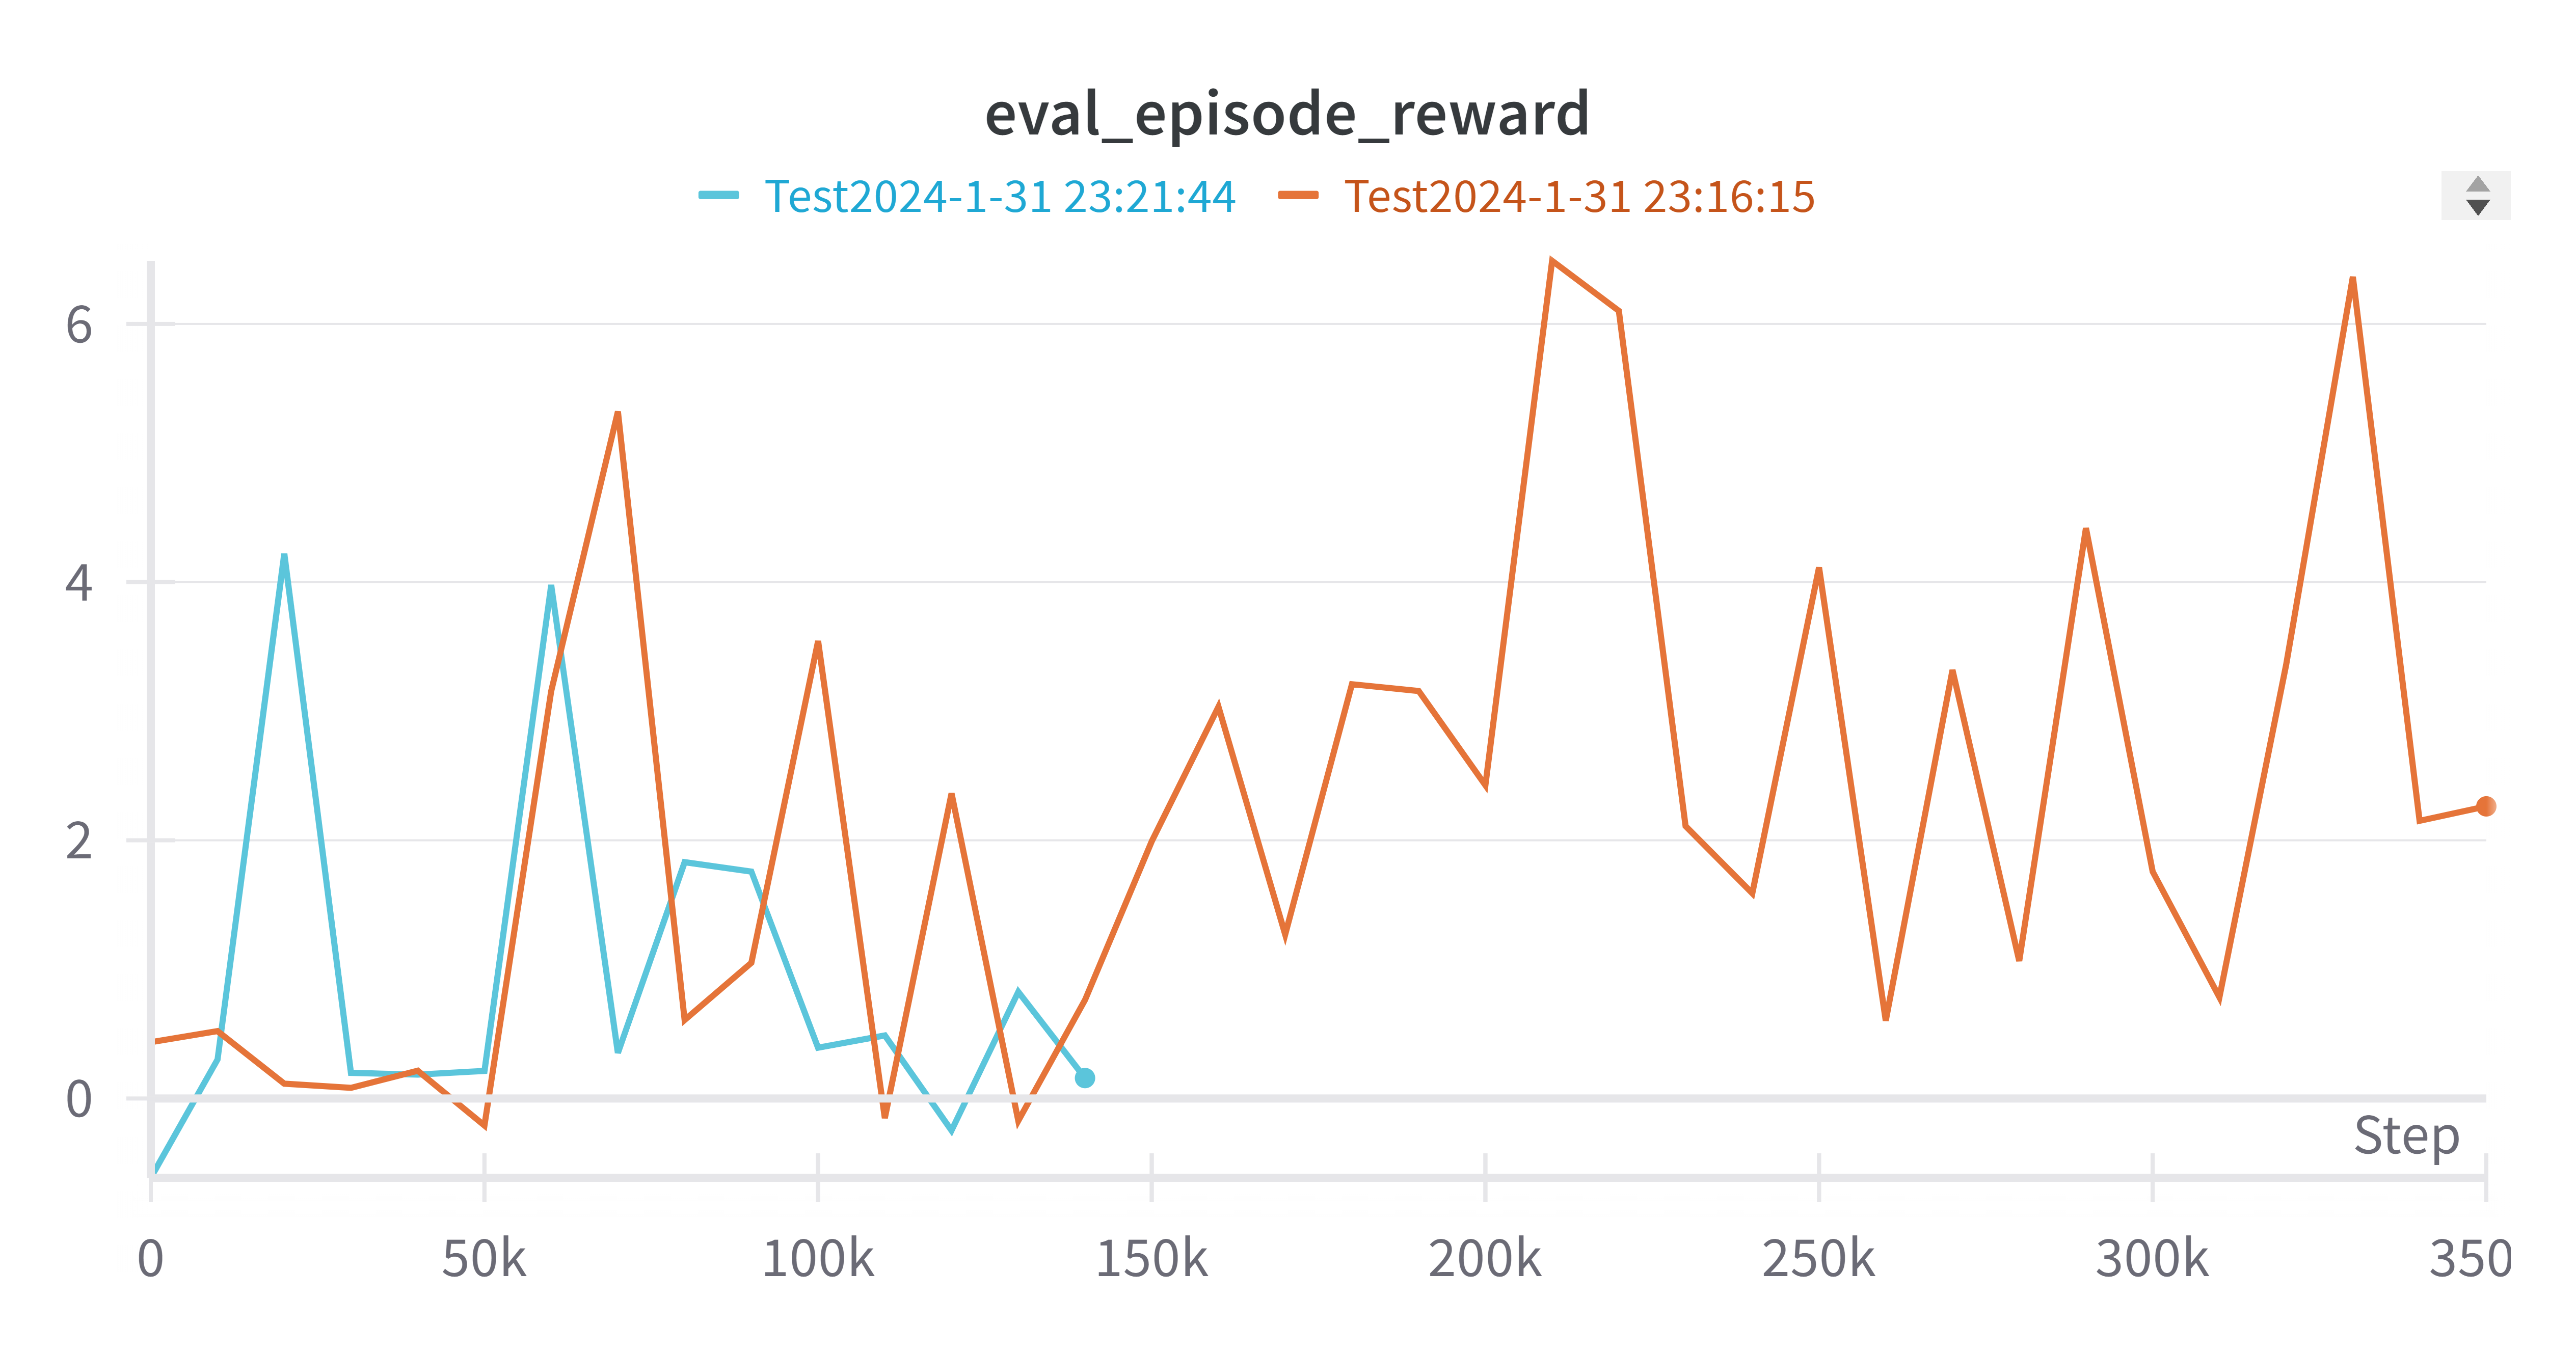 eval_episode_reward
Test2024-1-31 23:21:44 Test2024-1-31 23:16:15
6
4
2
0
Step
0 50k 100k 150k 200k 250k 300k 350